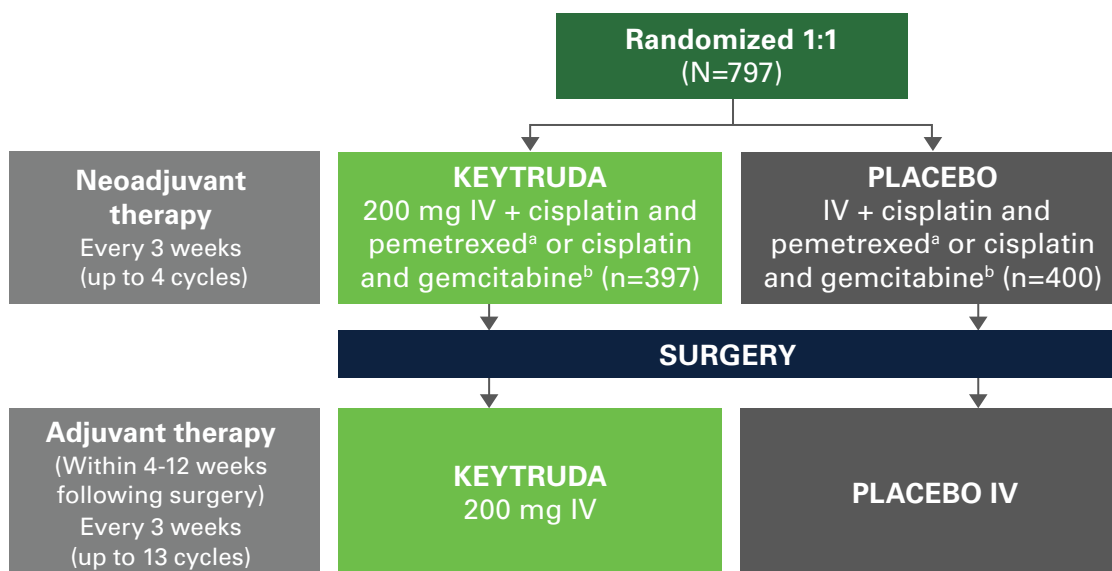 Randomized 1:1
(N=797)
Neoadjuvant
therapy
Every 3 weeks
(up to 4 cycles)
KEYTRUDA
200 mg IV + cisplatin and
pemetrexedᵃ or cisplatin
and gemcitabineᵇ (n=397)
PLACEBO
IV + cisplatin and
pemetrexedᵃ or cisplatin
and gemcitabineᵇ (n=400)
SURGERY
Adjuvant therapy
(Within 4-12 weeks
following surgery)
Every 3 weeks
(up to 13 cycles)
KEYTRUDA
200 mg IV
PLACEBO IV